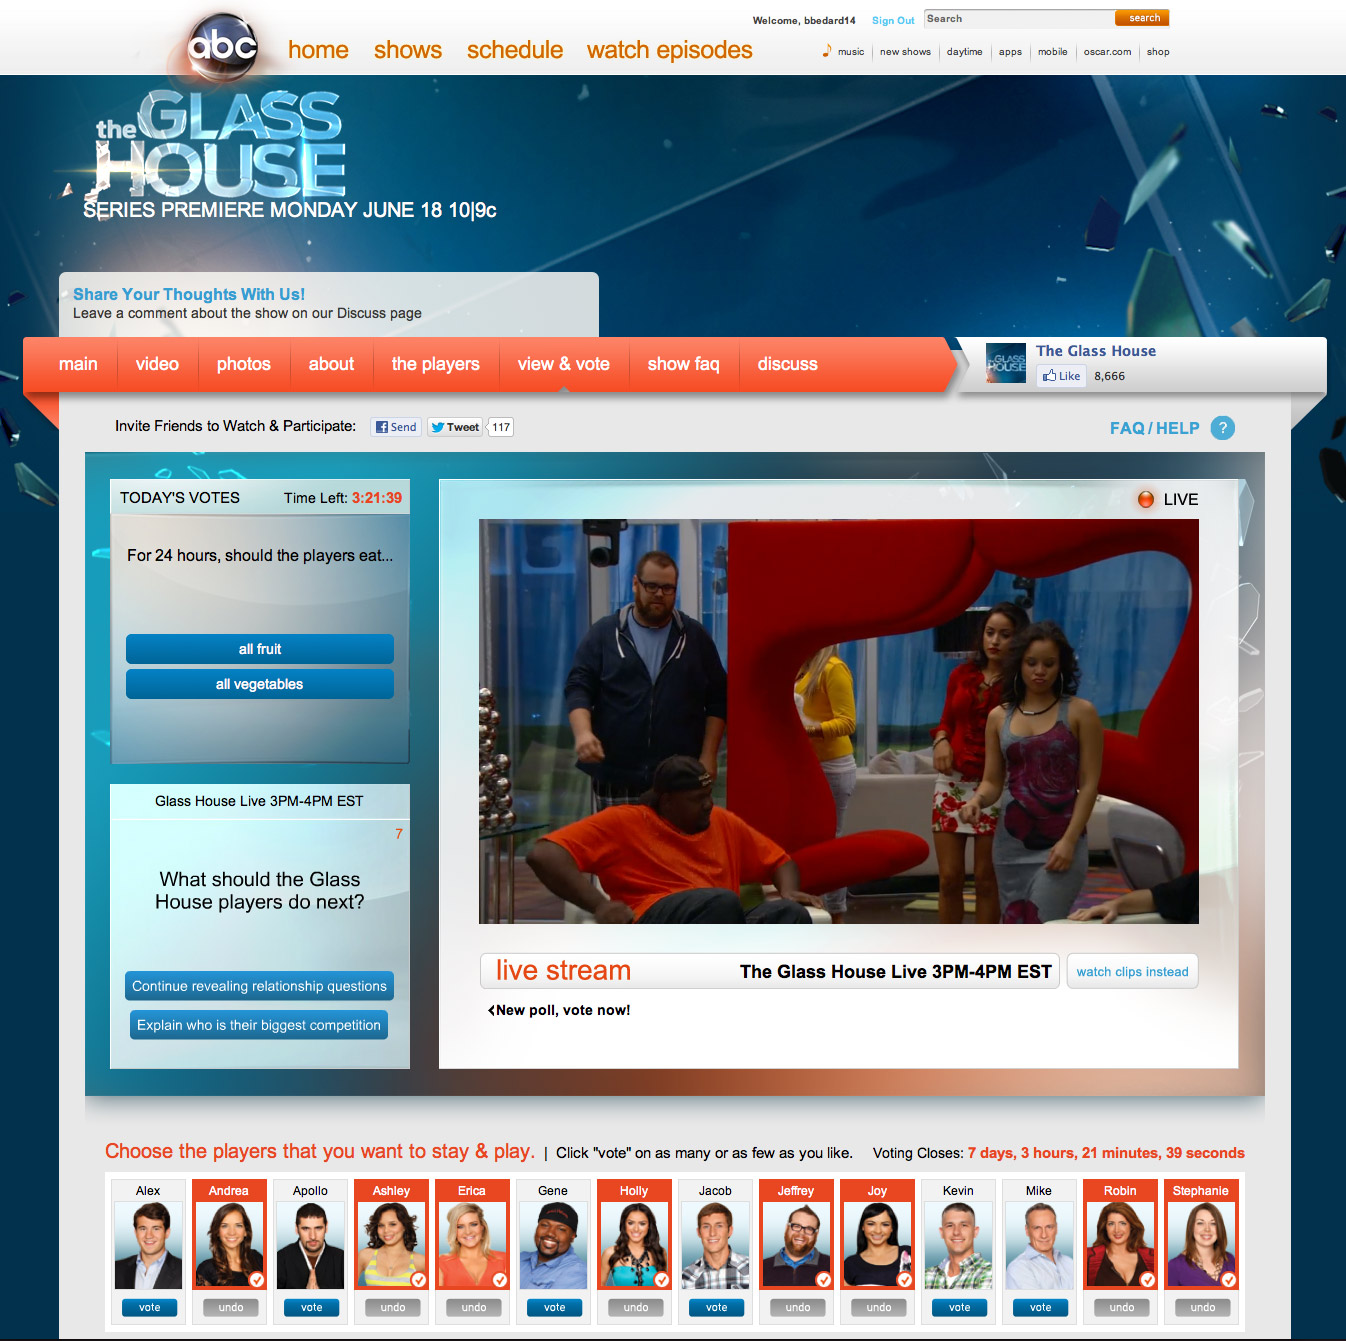 Welcome, bbedard14 Sign Out Search search
abc home shows schedule watch episodes
music new shows daytime apps mobile oscar.com shop
the GLASS
HOUSE
SERIES PREMIERE MONDAY JUNE 18 10|9c
Share Your Thoughts With Us!
Leave a comment about the show on our Discuss page
main video photos about the players view & vote show faq discuss
GLASS
HOUSE
The Glass House
Like 8,666
Invite Friends to Watch & Participate: Send Tweet 117
FAQ / HELP ?
TODAY'S VOTES Time Left: 3:21:39
For 24 hours, should the players eat...
all fruit
all vegetables
Glass House Live 3PM-4PM EST
7
What should the Glass
House players do next?
Continue revealing relationship questions
Explain who is their biggest competition
LIVE
live stream The Glass House Live 3PM-4PM EST watch clips instead
New poll, vote now!
Choose the players that you want to stay & play. | Click "vote" on as many or as few as you like. Voting Closes: 7 days, 3 hours, 21 minutes, 39 seconds
Alex Andrea Apollo Ashley Erica Gene Holly Jacob Jeffrey Joy Kevin Mike Robin Stephanie
vote undo vote undo undo vote undo vote undo undo vote vote undo undo